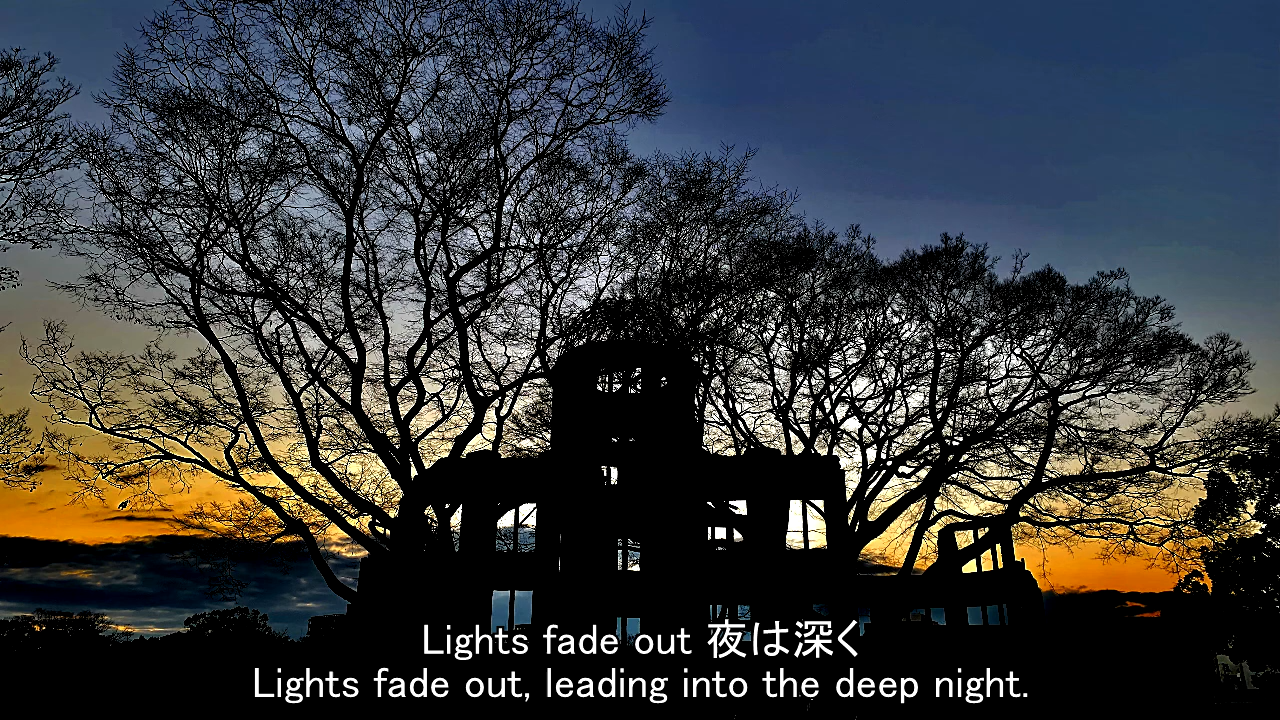 Lights fade out 夜は深く
Lights fade out, leading into the deep night.